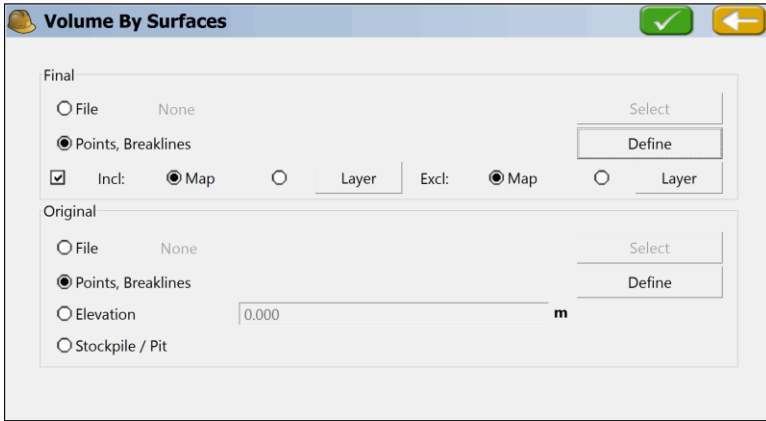 Volume By Surfaces
Final
File None Select
Points, Breaklines Define
Incl: Map Layer Excl: Map Layer
Original
File None Select
Points, Breaklines Define
Elevation 0.000 m
Stockpile / Pit